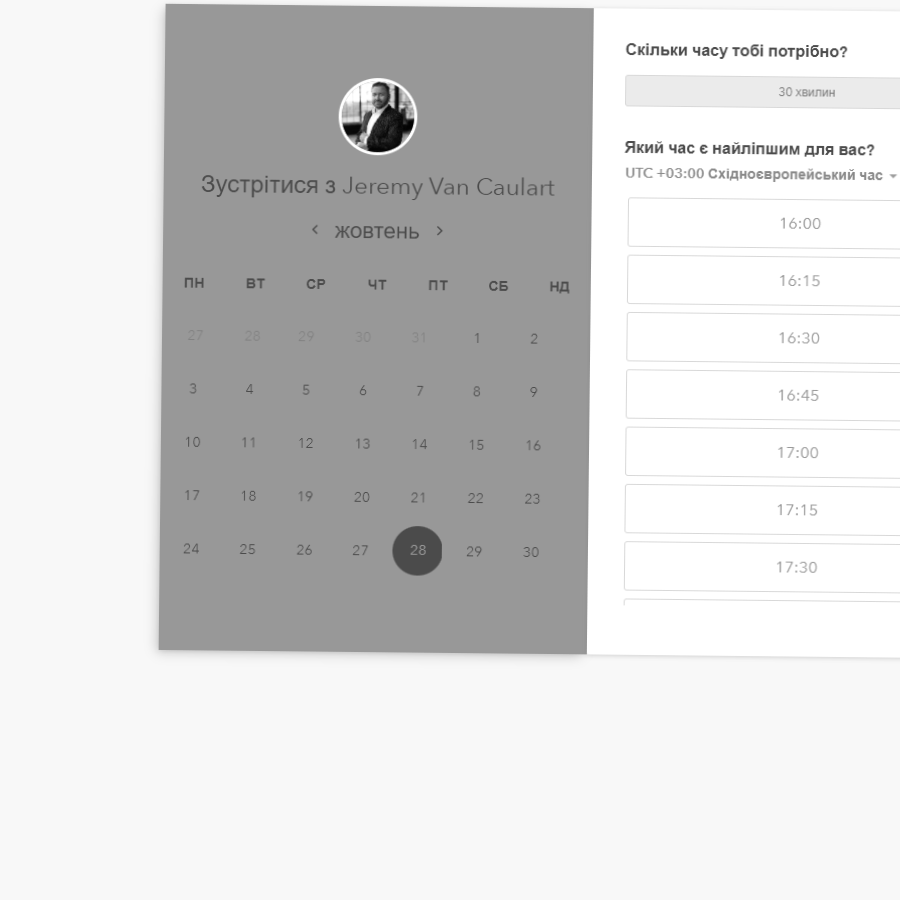 Зустрітися з Jeremy Van Caulart
жовтень
ПН ВТ СР ЧТ ПТ СБ НД
27 28 29 30 31 1 2
3 4 5 6 7 8 9
10 11 12 13 14 15 16
17 18 19 20 21 22 23
24 25 26 27 28 29 30
Скільки часу тобі потрібно?
30 хвилин
Який час є найліпшим для вас?
UTC +03:00 Східноєвропейський час
16:00
16:15
16:30
16:45
17:00
17:15
17:30